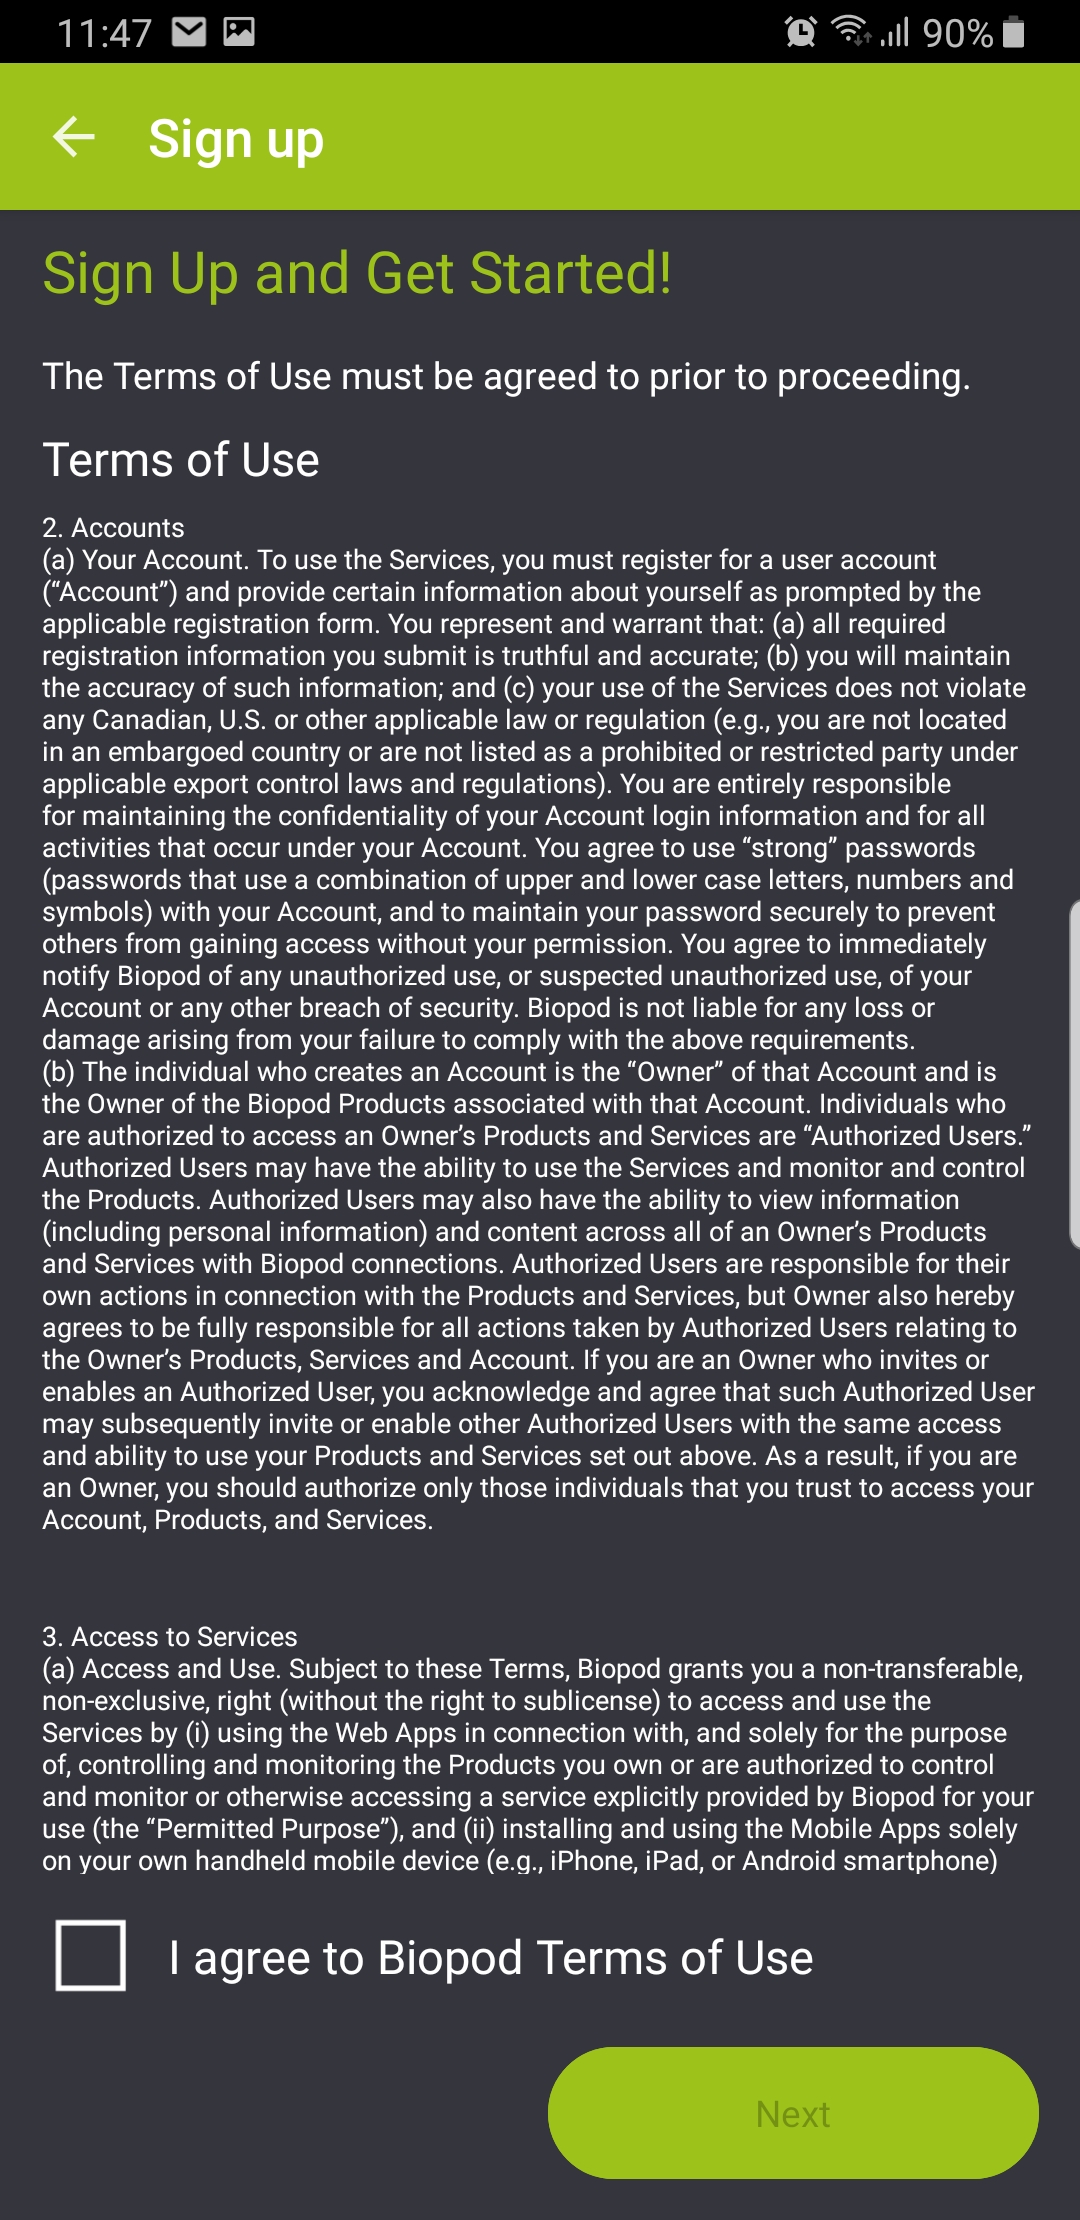 11:47
90%
Sign up
Sign Up and Get Started!
The Terms of Use must be agreed to prior to proceeding.
Terms of Use
2. Accounts
(a) Your Account. To use the Services, you must register for a user account
(“Account”) and provide certain information about yourself as prompted by the
applicable registration form. You represent and warrant that: (a) all required
registration information you submit is truthful and accurate; (b) you will maintain
the accuracy of such information; and (c) your use of the Services does not violate
any Canadian, U.S. or other applicable law or regulation (e.g., you are not located
in an embargoed country or are not listed as a prohibited or restricted party under
applicable export control laws and regulations). You are entirely responsible
for maintaining the confidentiality of your Account login information and for all
activities that occur under your Account. You agree to use “strong” passwords
(passwords that use a combination of upper and lower case letters, numbers and
symbols) with your Account, and to maintain your password securely to prevent
others from gaining access without your permission. You agree to immediately
notify Biopod of any unauthorized use, or suspected unauthorized use, of your
Account or any other breach of security. Biopod is not liable for any loss or
damage arising from your failure to comply with the above requirements.
(b) The individual who creates an Account is the “Owner” of that Account and is
the Owner of the Biopod Products associated with that Account. Individuals who
are authorized to access an Owner’s Products and Services are “Authorized Users.”
Authorized Users may have the ability to use the Services and monitor and control
the Products. Authorized Users may also have the ability to view information
(including personal information) and content across all of an Owner’s Products
and Services with Biopod connections. Authorized Users are responsible for their
own actions in connection with the Products and Services, but Owner also hereby
agrees to be fully responsible for all actions taken by Authorized Users relating to
the Owner’s Products, Services and Account. If you are an Owner who invites or
enables an Authorized User, you acknowledge and agree that such Authorized User
may subsequently invite or enable other Authorized Users with the same access
and ability to use your Products and Services set out above. As a result, if you are
an Owner, you should authorize only those individuals that you trust to access your
Account, Products, and Services.
3. Access to Services
(a) Access and Use. Subject to these Terms, Biopod grants you a non-transferable,
non-exclusive, right (without the right to sublicense) to access and use the
Services by (i) using the Web Apps in connection with, and solely for the purpose
of, controlling and monitoring the Products you own or are authorized to control
and monitor or otherwise accessing a service explicitly provided by Biopod for your
use (the “Permitted Purpose”), and (ii) installing and using the Mobile Apps solely
on your own handheld mobile device (e.g., iPhone, iPad, or Android smartphone)
I agree to Biopod Terms of Use
Next